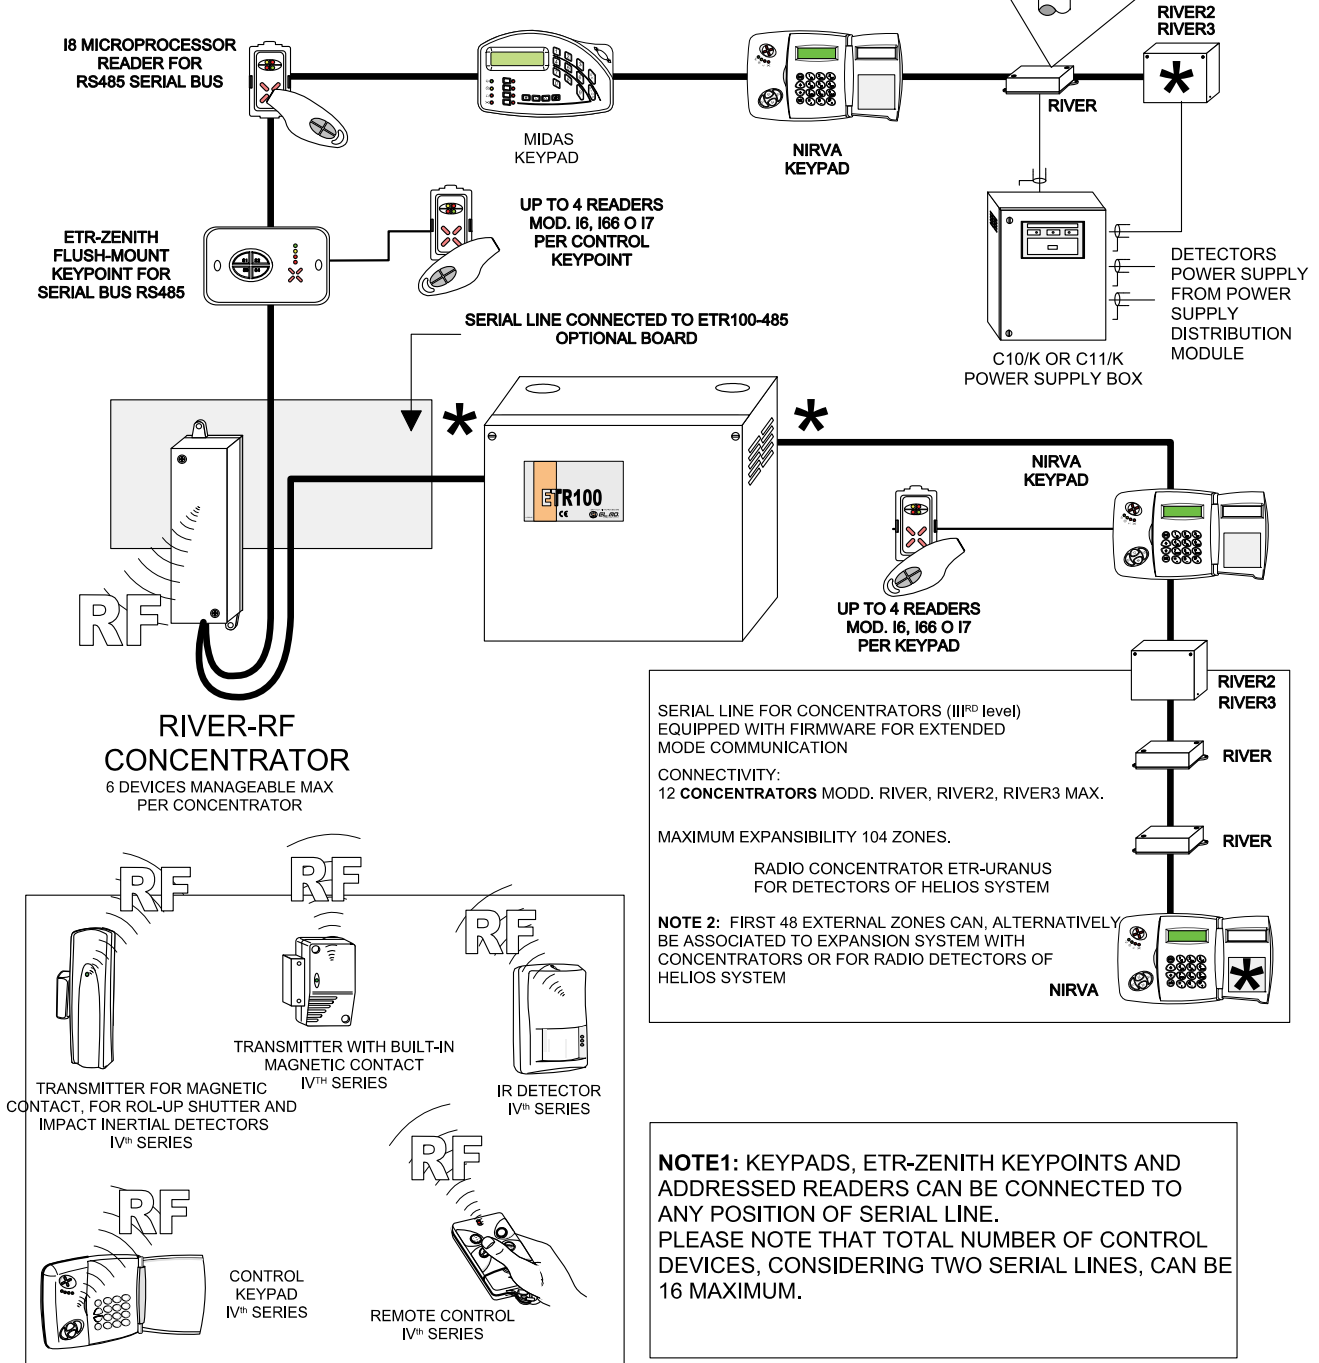 RIVER2
RIVER3
I8 MICROPROCESSOR
READER FOR
RS485 SERIAL BUS
MIDAS
KEYPAD
NIRVA
KEYPAD
RIVER
ETR-ZENITH
FLUSH-MOUNT
KEYPOINT FOR
SERIAL BUS RS485
UP TO 4 READERS
MOD. I6, I66 O I7
PER CONTROL
KEYPOINT
DETECTORS
POWER SUPPLY
FROM POWER
SUPPLY
DISTRIBUTION
MODULE
C10/K OR C11/K
POWER SUPPLY BOX
SERIAL LINE CONNECTED TO ETR100-485
OPTIONAL BOARD
*
*
*
ETR100
CE EL.MO.
NIRVA
KEYPAD
UP TO 4 READERS
MOD. I6, I66 O I7
PER KEYPAD
RF
RIVER-RF
CONCENTRATOR
6 DEVICES MANAGEABLE MAX
PER CONCENTRATOR
RIVER2
RIVER3
SERIAL LINE FOR CONCENTRATORS (IIIRD level)
EQUIPPED WITH FIRMWARE FOR EXTENDED
MODE COMMUNICATION
RIVER
CONNECTIVITY:
12 CONCENTRATORS MODD. RIVER, RIVER2, RIVER3 MAX.
MAXIMUM EXPANSIBILITY 104 ZONES.
RIVER
RADIO CONCENTRATOR ETR-URANUS
FOR DETECTORS OF HELIOS SYSTEM
NOTE 2: FIRST 48 EXTERNAL ZONES CAN, ALTERNATIVELY
BE ASSOCIATED TO EXPANSION SYSTEM WITH
CONCENTRATORS OR FOR RADIO DETECTORS OF
HELIOS SYSTEM
NIRVA
*
RF
RF
RF
TRANSMITTER WITH BUILT-IN
MAGNETIC CONTACT
IVTH SERIES
TRANSMITTER FOR MAGNETIC
CONTACT, FOR ROL-UP SHUTTER AND
IMPACT INERTIAL DETECTORS
IVth SERIES
IR DETECTOR
IVth SERIES
RF
RF
CONTROL
KEYPAD
IVth SERIES
REMOTE CONTROL
IVth SERIES
NOTE1: KEYPADS, ETR-ZENITH KEYPOINTS AND
ADDRESSED READERS CAN BE CONNECTED TO
ANY POSITION OF SERIAL LINE.
PLEASE NOTE THAT TOTAL NUMBER OF CONTROL
DEVICES, CONSIDERING TWO SERIAL LINES, CAN BE
16 MAXIMUM.